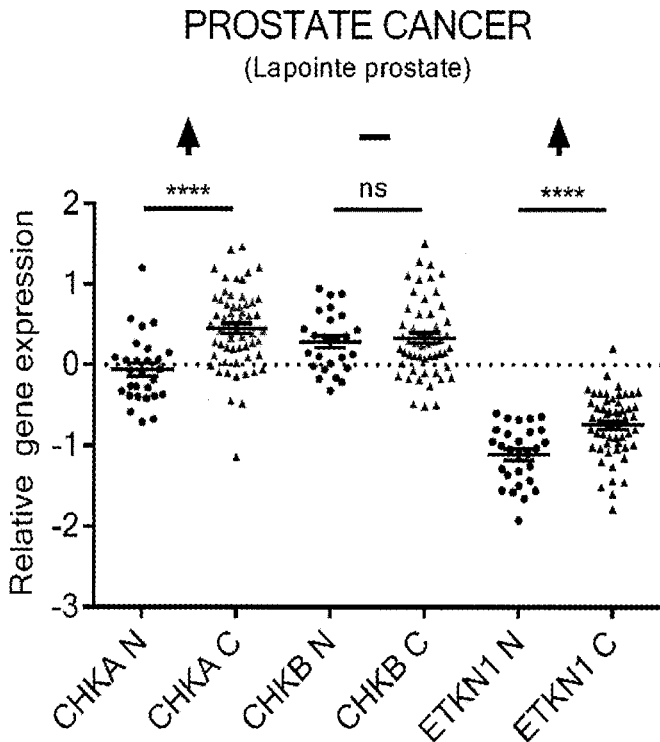 PROSTATE CANCER
(Lapointe prostate)
**** ns ****
Relative gene expression
2
1
0
-1
-2
-3
CHKA N
CHKA C
CHKB N
CHKB C
ETKN1 N
ETKN1 C